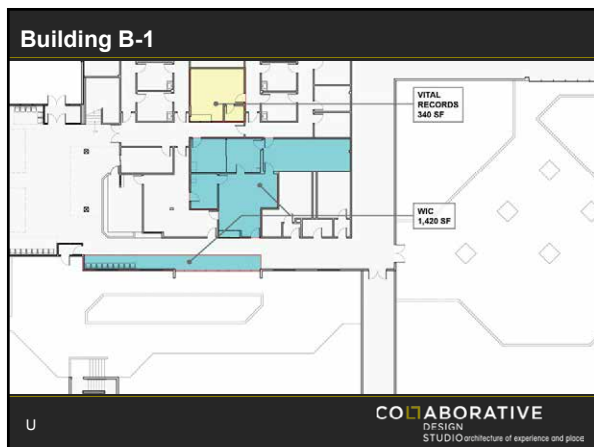 Building B-1
VITAL
RECORDS
340 SF
WIC
1,420 SF
U
COLLABORATIVE
DESIGN
STUDIO architecture of experience and place